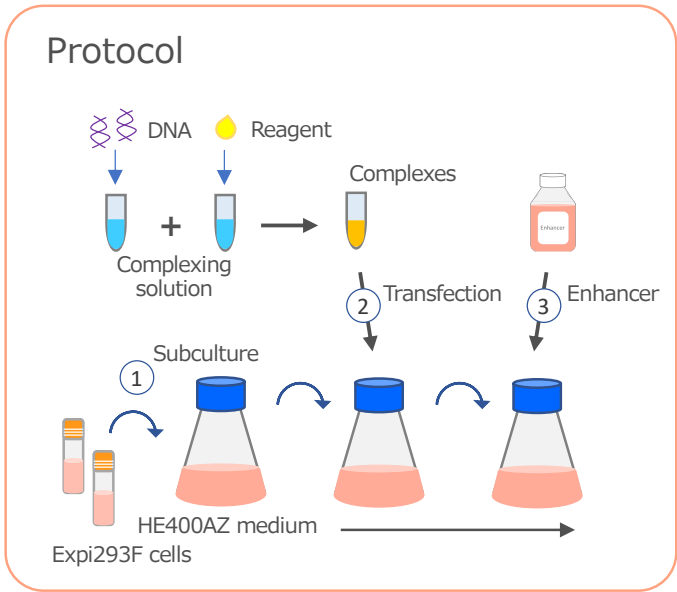 Protocol
DNA
Reagent
+
Complexing
solution
Complexes
Enhancer
2
Transfection
3
Enhancer
1
Subculture
HE400AZ medium
Expi293F cells